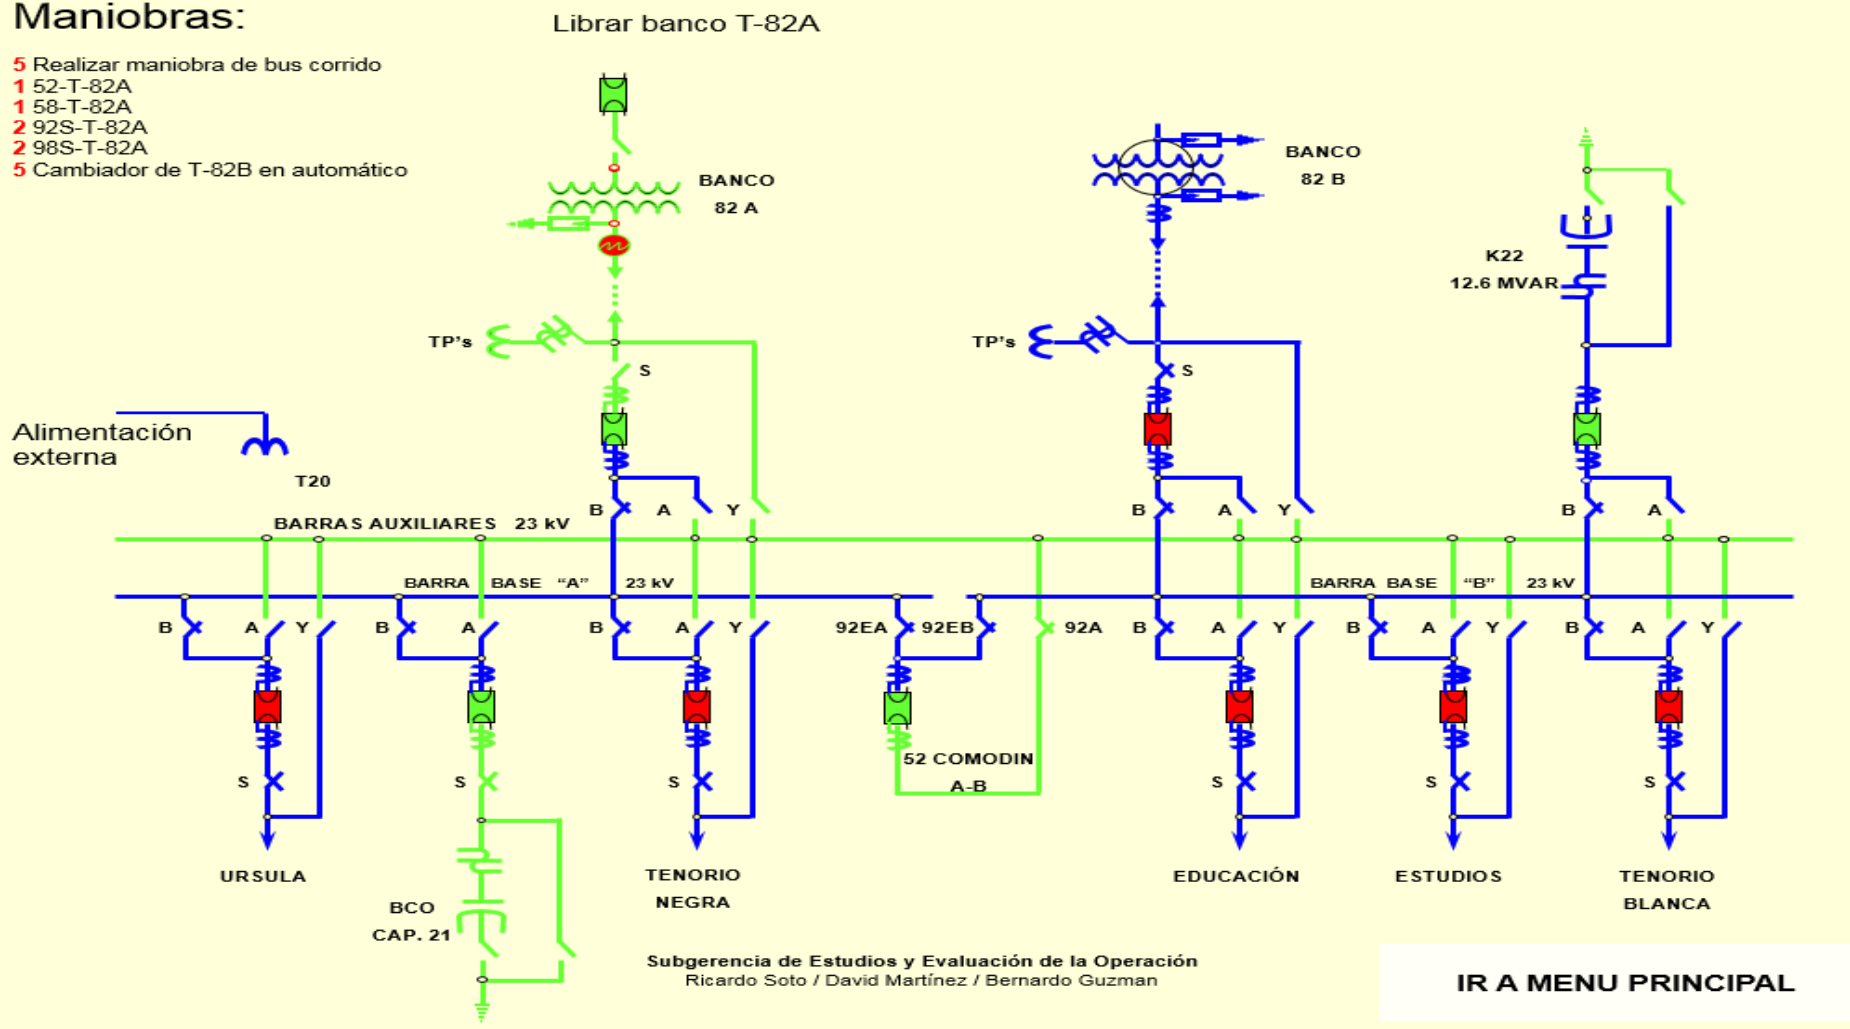 Maniobras:
Librar banco T-82A
5 Realizar maniobra de bus corrido
1 52-T-82A
1 58-T-82A
2 92S-T-82A
2 98S-T-82A
5 Cambiador de T-82B en automático
BANCO
82 A
BANCO
82 B
K22
12.6 MVAR
TP's
TP's
S
S
Alimentación
externa
T20
B A Y
B A Y
B A
BARRAS AUXILIARES 23 kV
BARRA BASE “A” 23 kV
BARRA BASE “B” 23 kV
B A Y B A B A Y 92EA 92EB 92A B A Y B A Y B A Y
52 COMODIN
A-B
S S S S S S
URSULA
TENORIO
NEGRA
EDUCACIÓN
ESTUDIOS
TENORIO
BLANCA
BCO
CAP. 21
Subgerencia de Estudios y Evaluación de la Operación
Ricardo Soto / David Martínez / Bernardo Guzman
IR A MENU PRINCIPAL